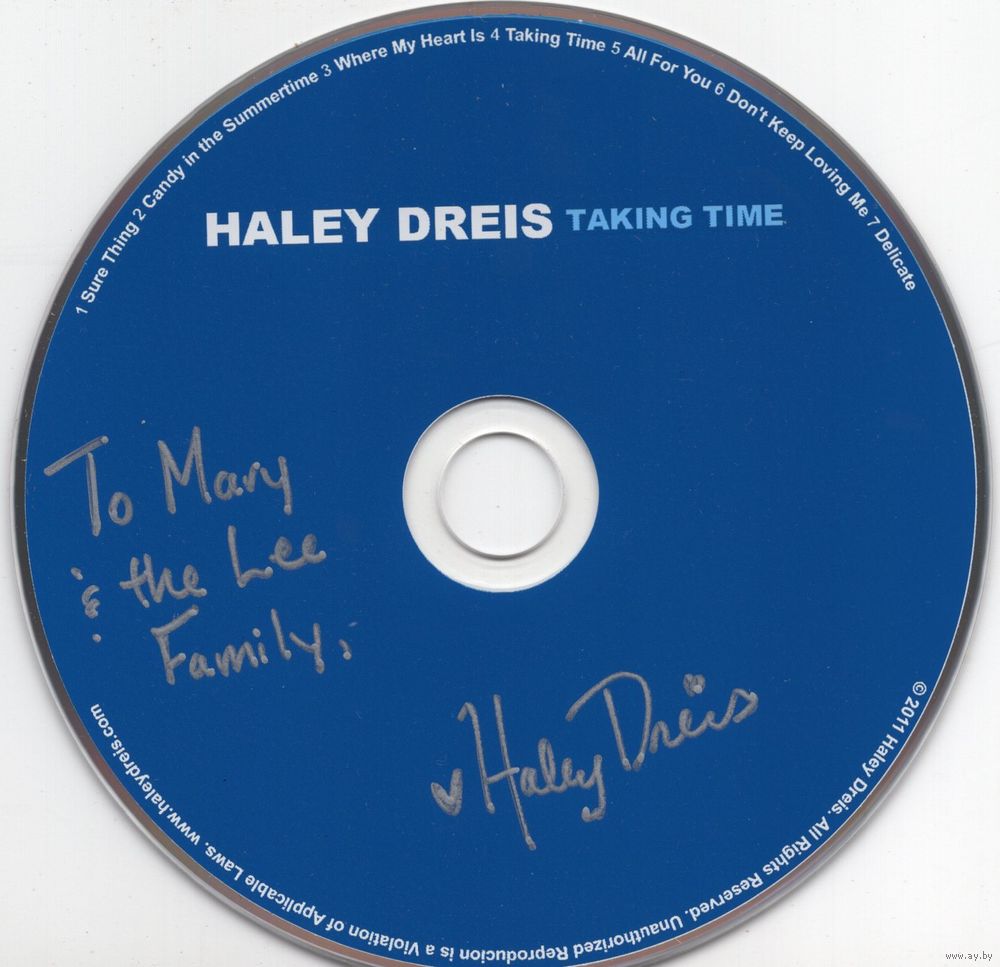 1 Sure Thing 2 Candy in the Summertime 3 Where My Heart Is 4 Taking Time 5 All For You 6 Don't Keep Loving Me 7 Delicate
HALEY DREIS TAKING TIME
To Mary
& the Lee
Family,
♥ Haley Dreis
© 2011 Haley Dreis. All Rights Reserved. Unauthorized Reproducion is a Violation of Applicable Laws. www.haleydreis.com
www.ay.by